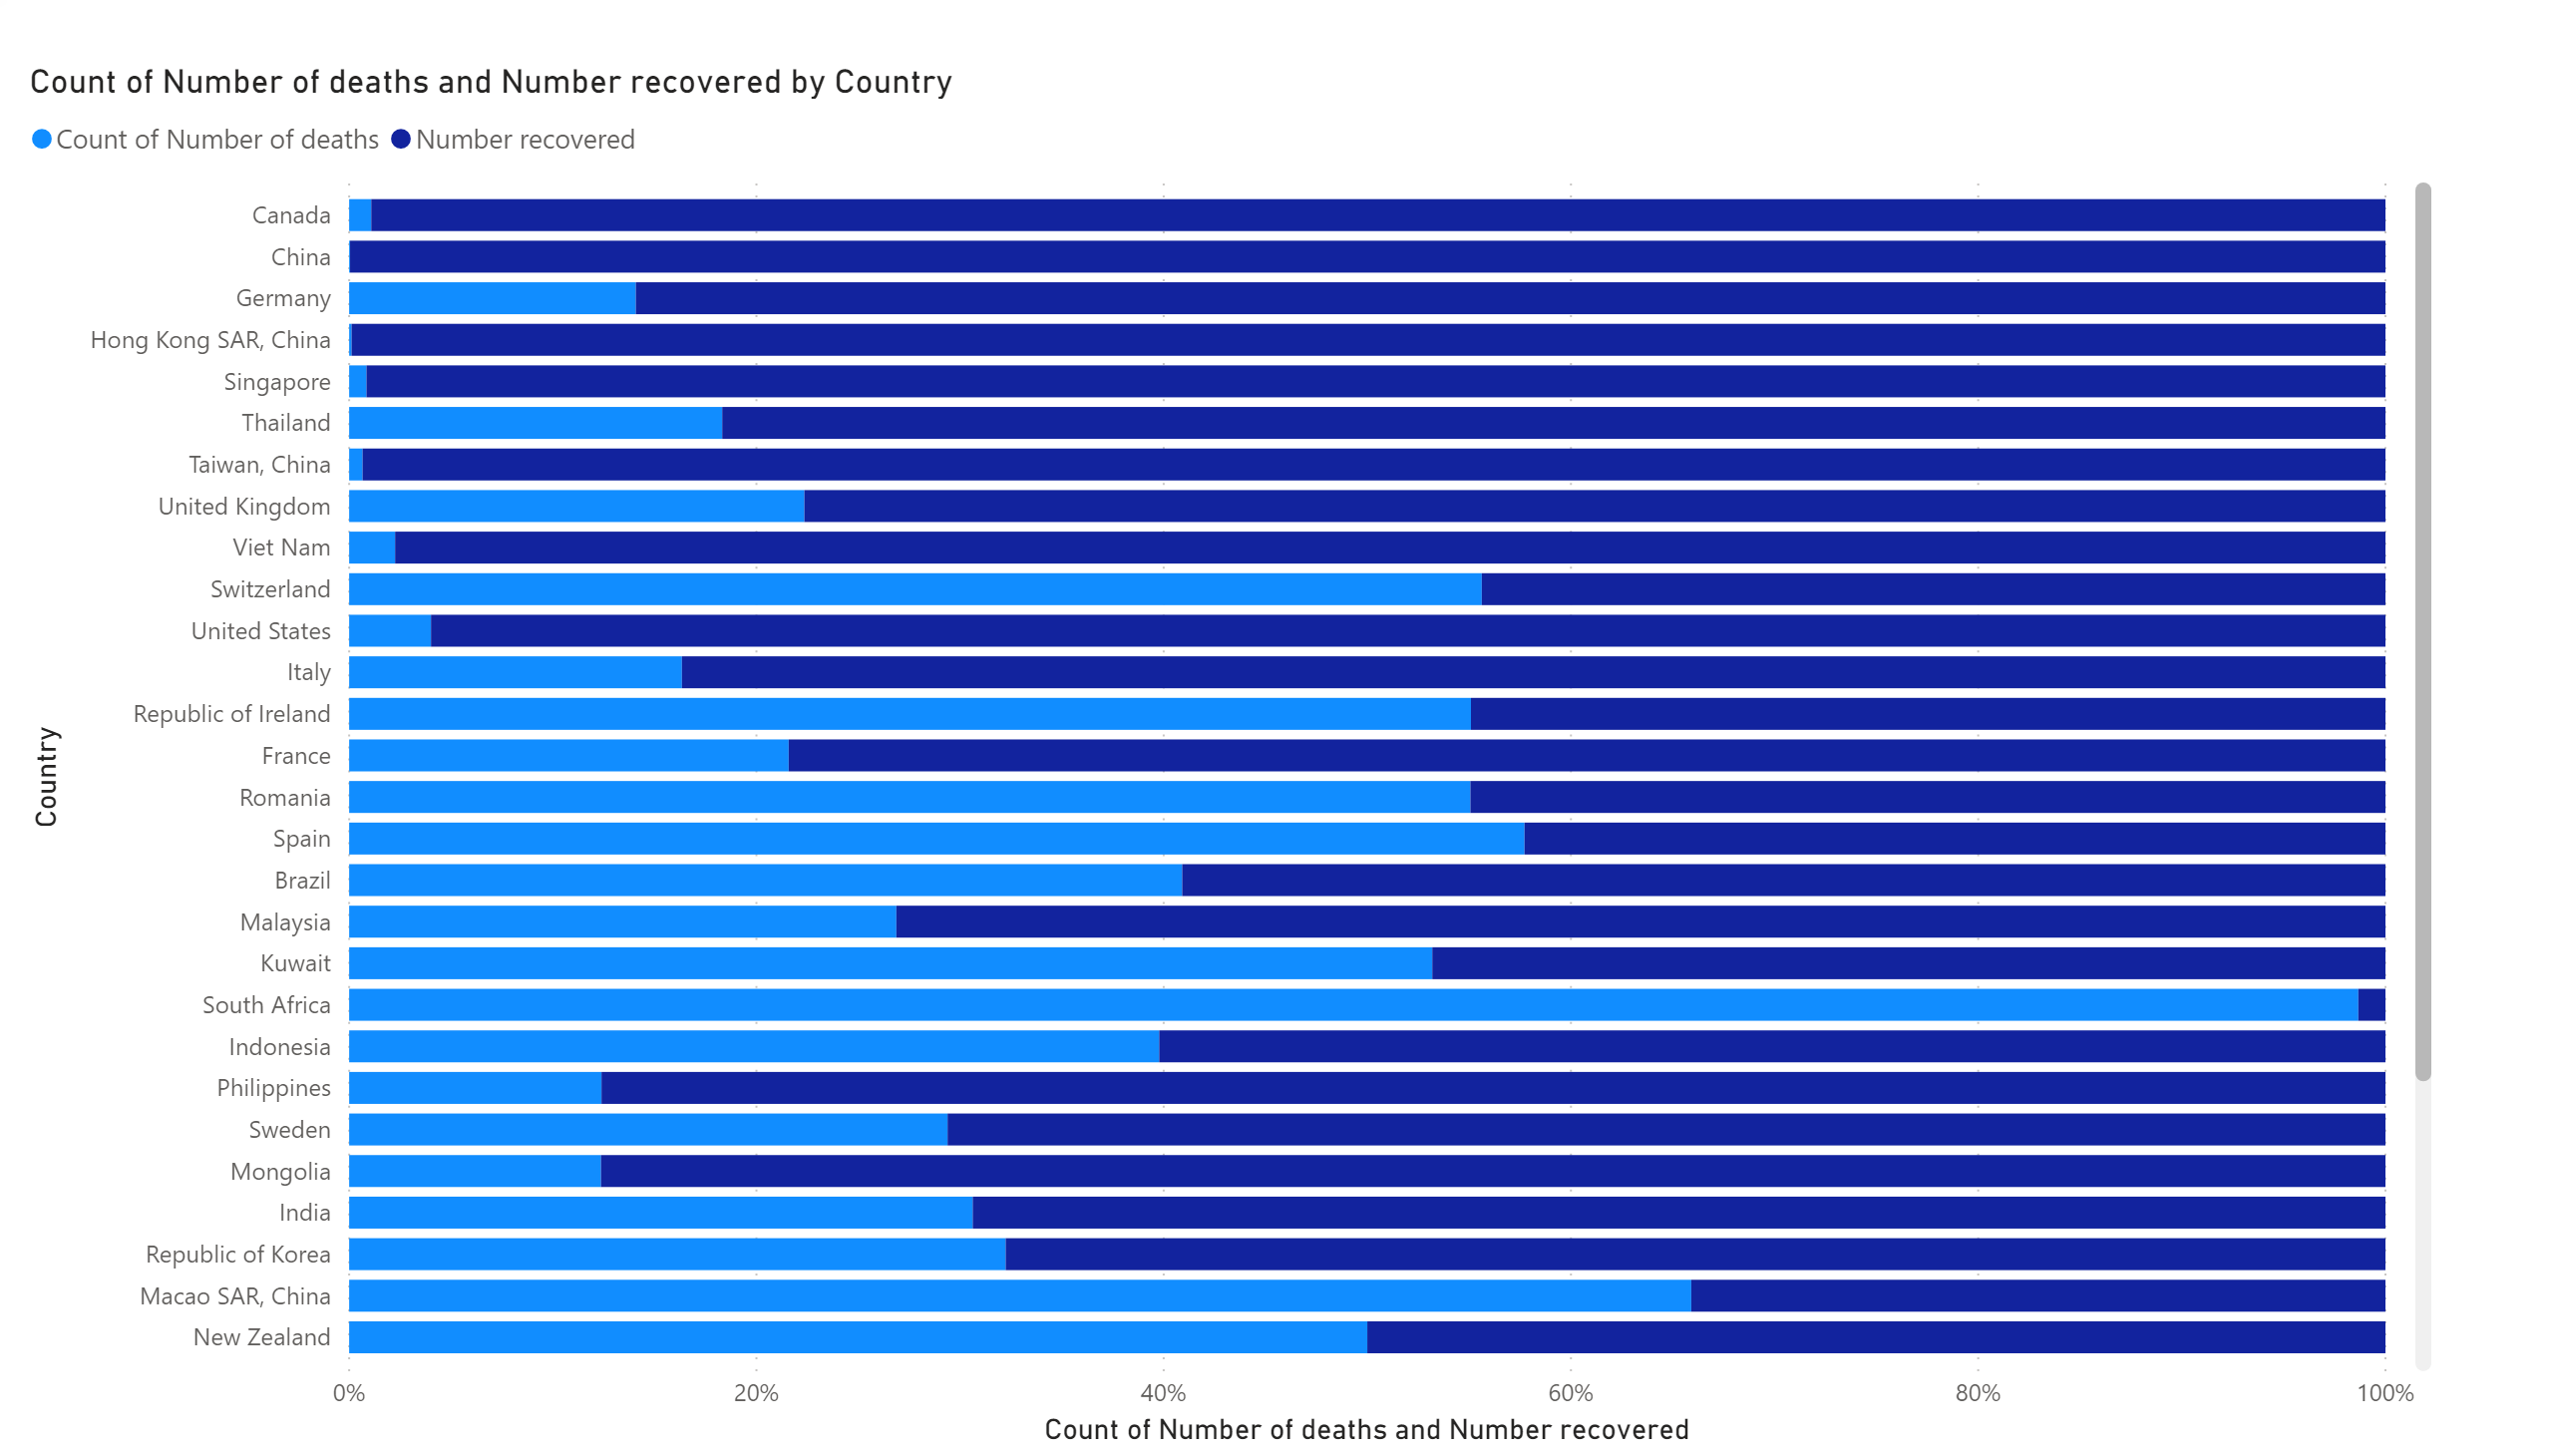 Count of Number of deaths and Number recovered by Country
Count of Number of deaths Number recovered
Canada
China
Germany
Hong Kong SAR, China
Singapore
Thailand
Taiwan, China
United Kingdom
Viet Nam
Switzerland
United States
Italy
Republic of Ireland
France
Romania
Spain
Brazil
Malaysia
Kuwait
South Africa
Indonesia
Philippines
Sweden
Mongolia
India
Republic of Korea
Macao SAR, China
New Zealand
Country
0% 20% 40% 60% 80% 100%
Count of Number of deaths and Number recovered